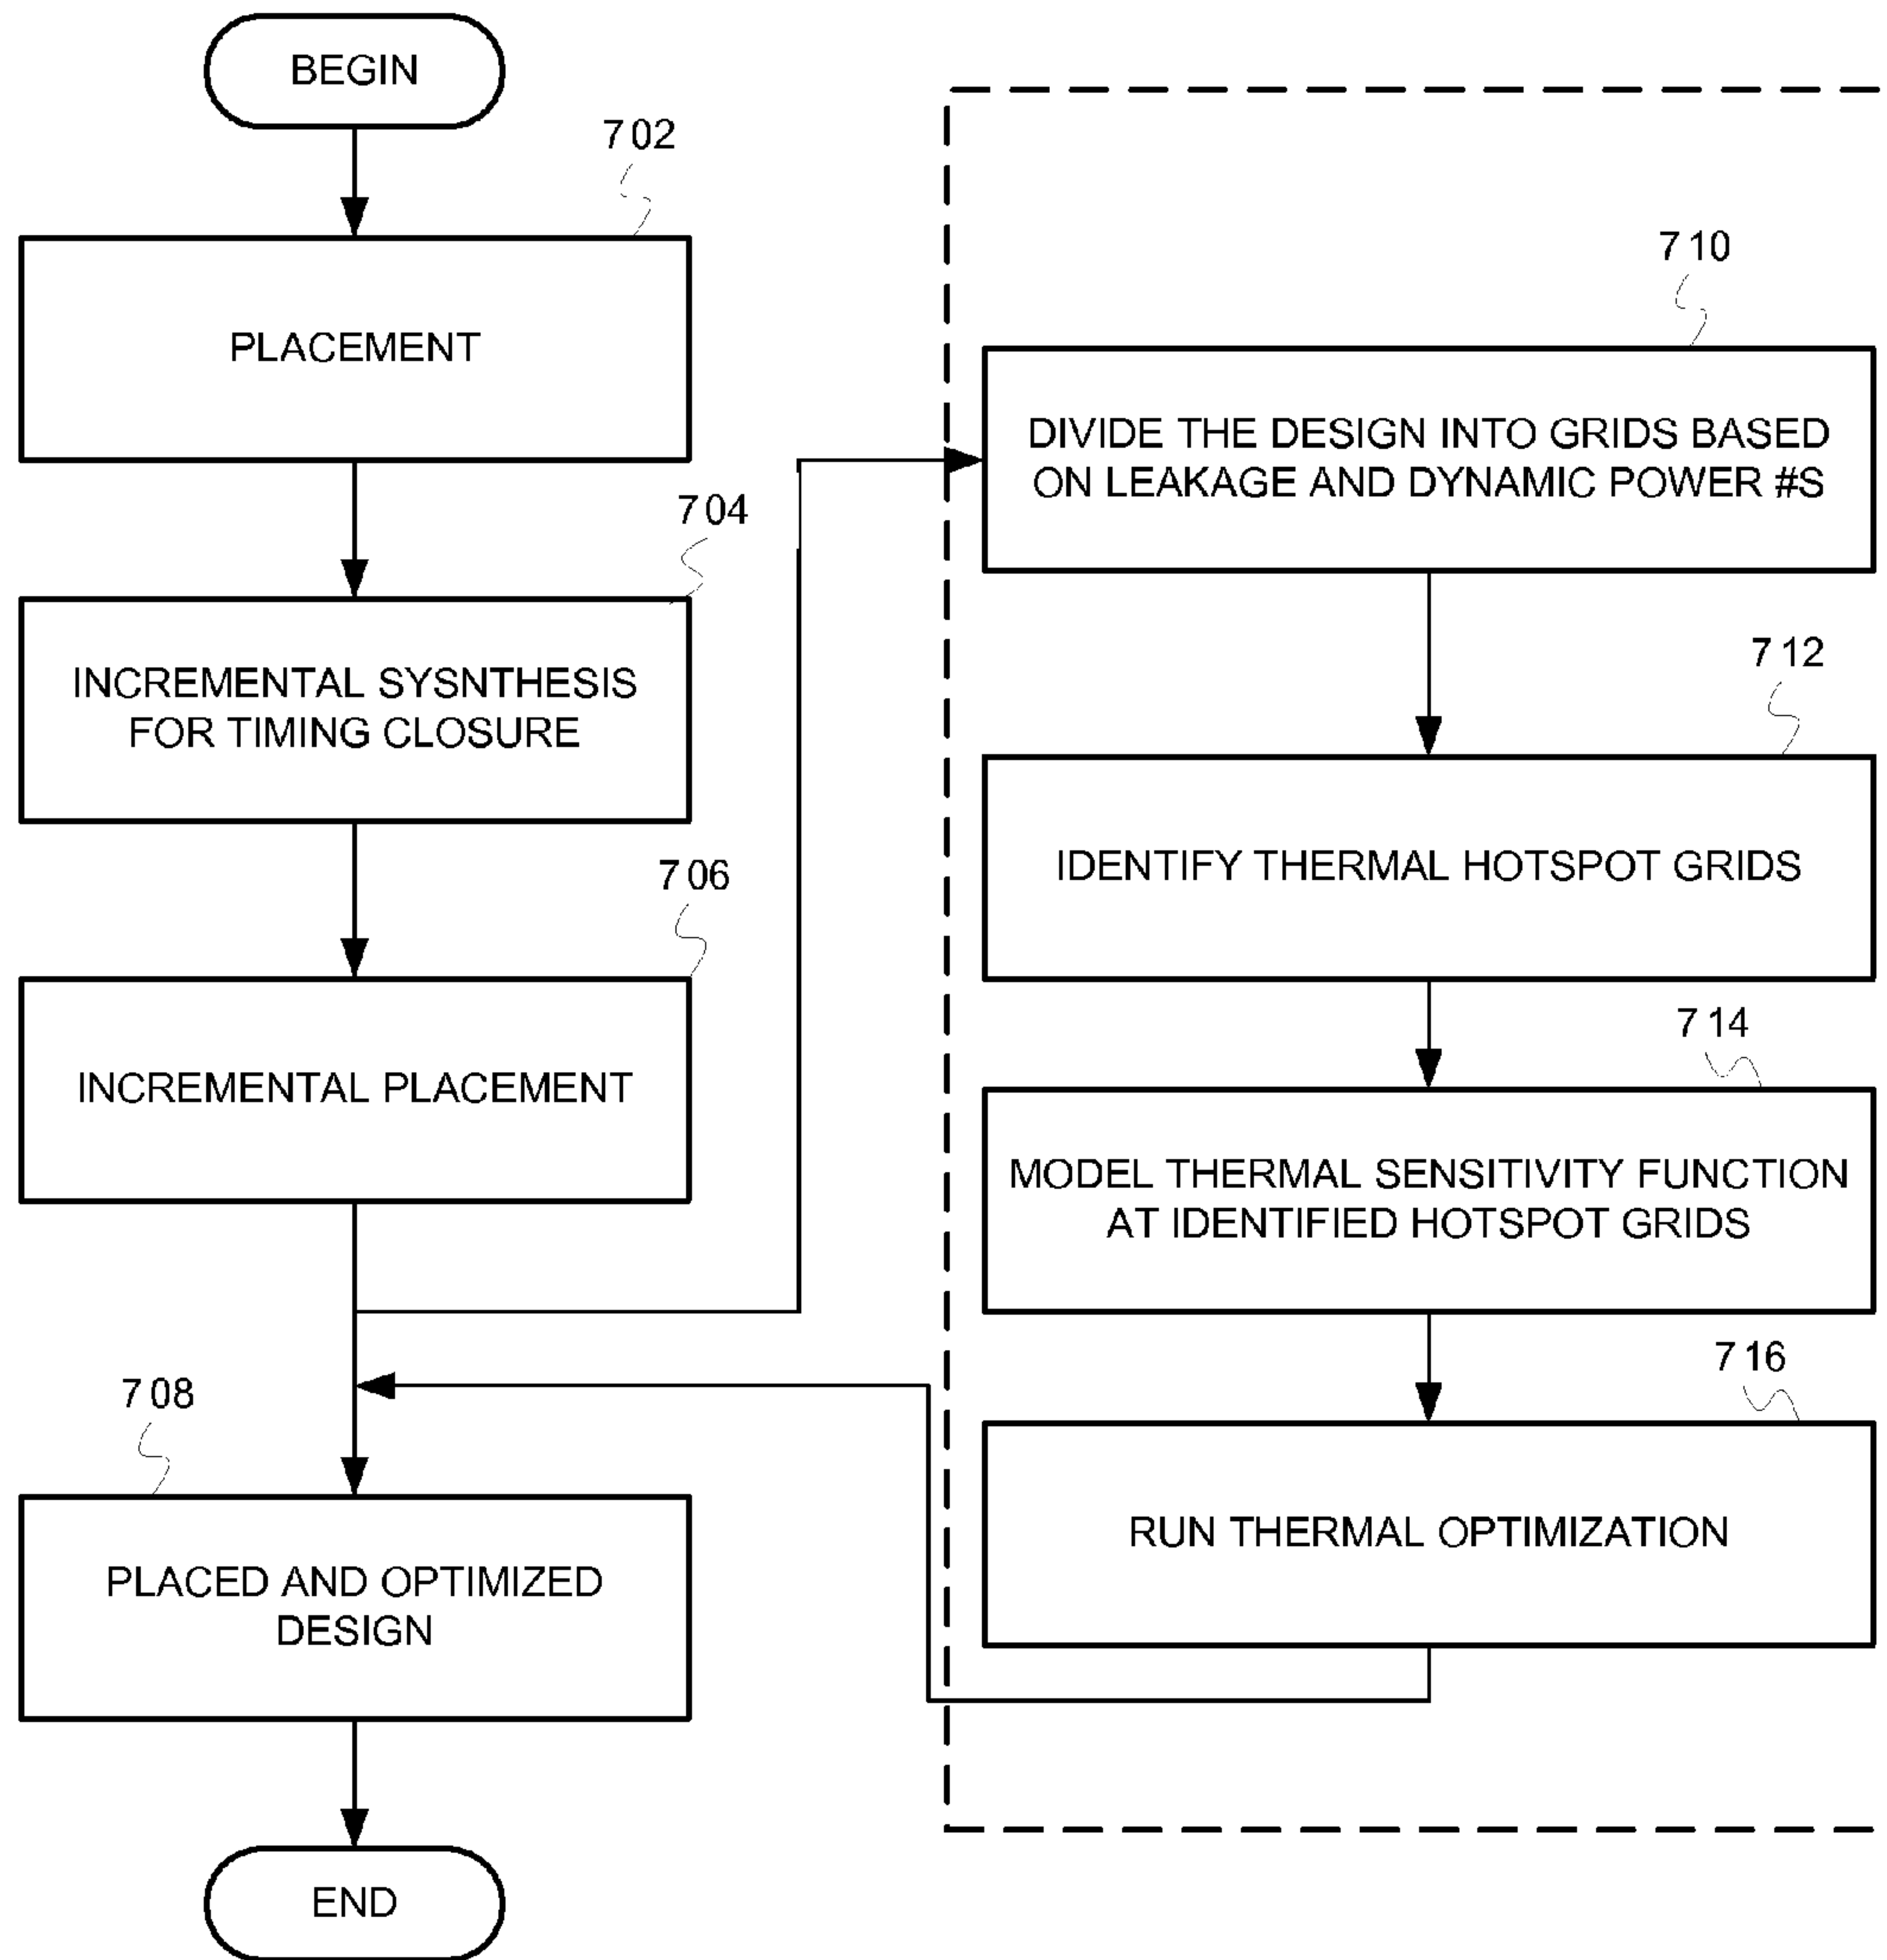 BEGIN
702
PLACEMENT
704
INCREMENTAL SYSNTHESIS
FOR TIMING CLOSURE
706
INCREMENTAL PLACEMENT
708
PLACED AND OPTIMIZED
DESIGN
END
710
DIVIDE THE DESIGN INTO GRIDS BASED
ON LEAKAGE AND DYNAMIC POWER #S
712
IDENTIFY THERMAL HOTSPOT GRIDS
714
MODEL THERMAL SENSITIVITY FUNCTION
AT IDENTIFIED HOTSPOT GRIDS
716
RUN THERMAL OPTIMIZATION